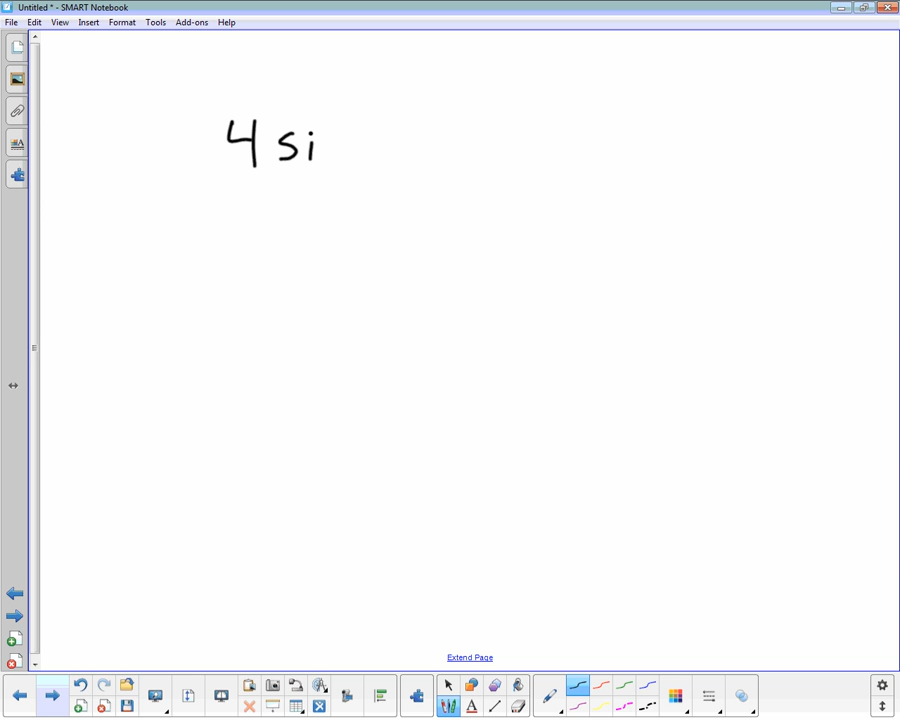 Untitled * - SMART Notebook
File Edit View Insert Format Tools Add-ons Help
4 si
Extend Page